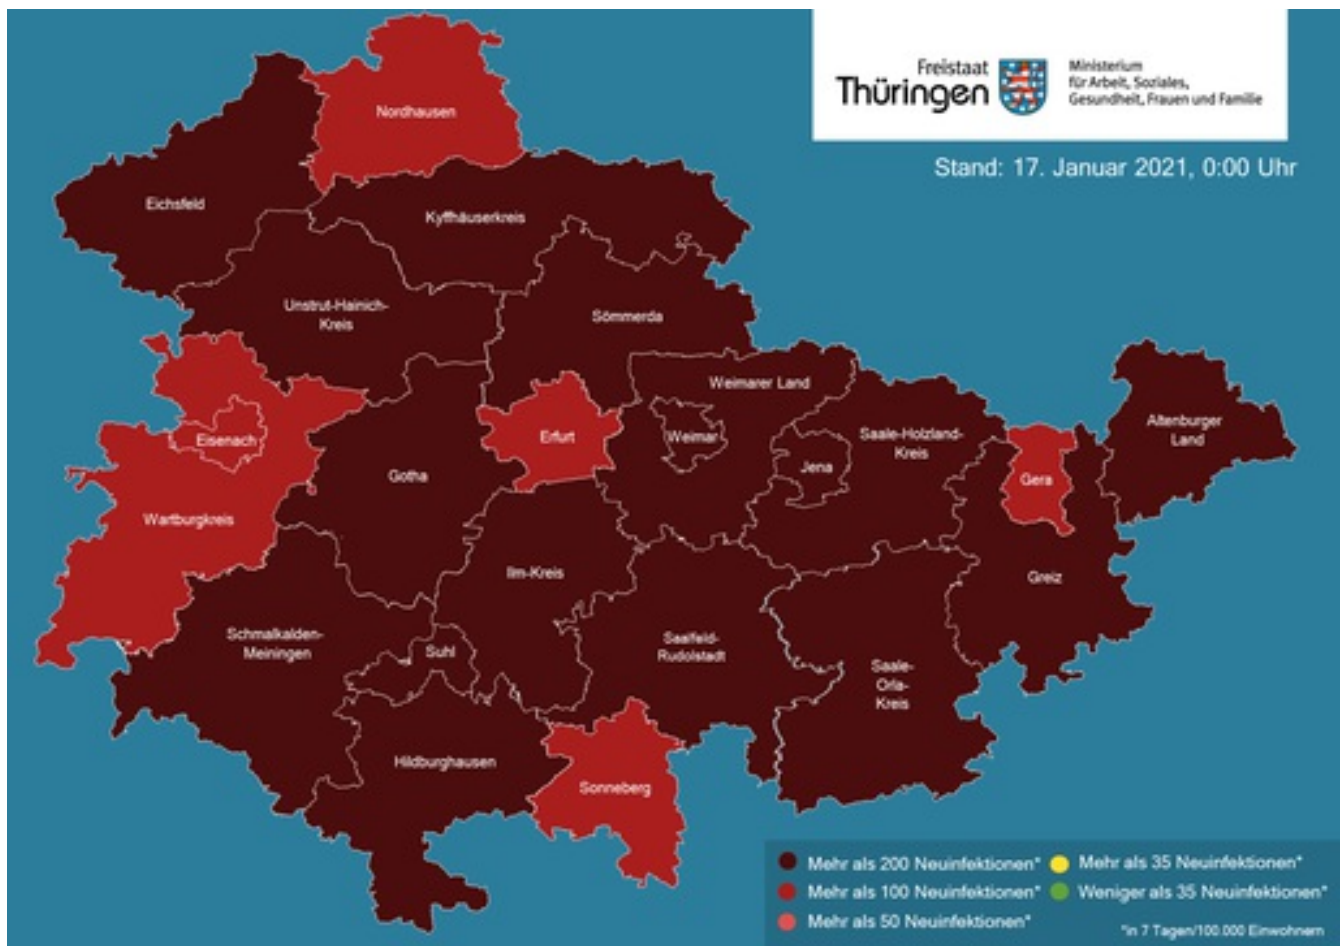 Freistaat
Thüringen
Ministerium
für Arbeit, Soziales,
Gesundheit, Frauen und Familie
Stand: 17. Januar 2021, 0:00 Uhr
Nordhausen
Eichsfeld
Kyffhäuserkreis
Unstrut-Hainich-
Kreis
Sömmerda
Weimarer Land
Altenburger
Land
Eisenach
Erfurt
Weimar
Saale-Holzland-
Kreis
Jena
Gotha
Gera
Wartburgkreis
Ilm-Kreis
Greiz
Schmalkalden-
Meiningen
Suhl
Saalfeld-
Rudolstadt
Saale-
Orla-
Kreis
Hildburghausen
Sonneberg
Mehr als 200 Neuinfektionen*
Mehr als 100 Neuinfektionen*
Mehr als 50 Neuinfektionen*
Mehr als 35 Neuinfektionen*
Weniger als 35 Neuinfektionen*
*in 7 Tagen/100.000 Einwohnern